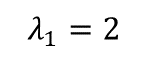 λ₁ = 2